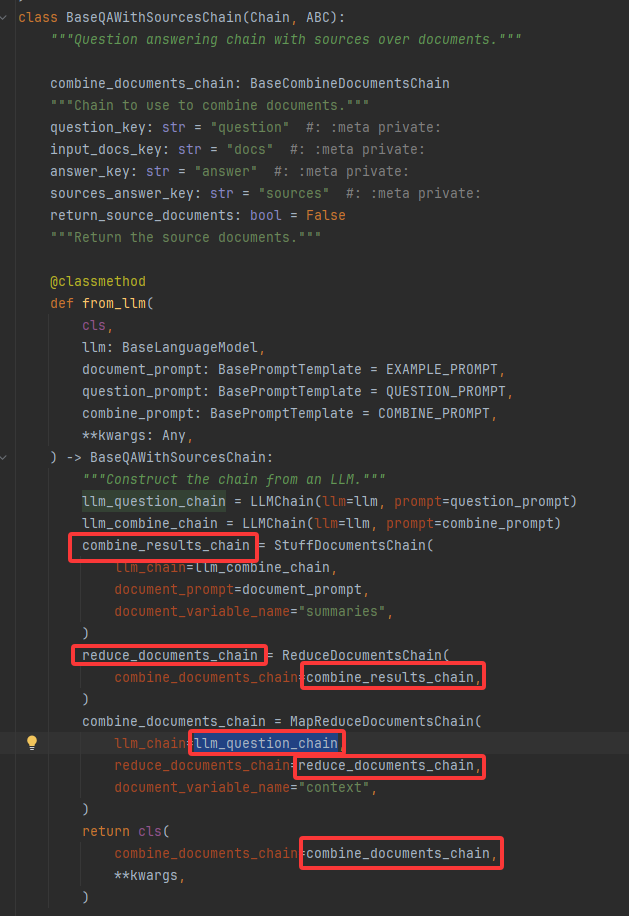 class BaseQAWithSourcesChain(Chain, ABC):
    """Question answering chain with sources over documents."""

    combine_documents_chain: BaseCombineDocumentsChain
    """Chain to use to combine documents."""
    question_key: str = "question"  #: :meta private:
    input_docs_key: str = "docs"  #: :meta private:
    answer_key: str = "answer"  #: :meta private:
    sources_answer_key: str = "sources"  #: :meta private:
    return_source_documents: bool = False
    """Return the source documents."""

    @classmethod
    def from_llm(
        cls,
        llm: BaseLanguageModel,
        document_prompt: BasePromptTemplate = EXAMPLE_PROMPT,
        question_prompt: BasePromptTemplate = QUESTION_PROMPT,
        combine_prompt: BasePromptTemplate = COMBINE_PROMPT,
        **kwargs: Any,
    ) -> BaseQAWithSourcesChain:
        """Construct the chain from an LLM."""
        llm_question_chain = LLMChain(llm=llm, prompt=question_prompt)
        llm_combine_chain = LLMChain(llm=llm, prompt=combine_prompt)
        combine_results_chain = StuffDocumentsChain(
            llm_chain=llm_combine_chain,
            document_prompt=document_prompt,
            document_variable_name="summaries",
        )
        reduce_documents_chain = ReduceDocumentsChain(
            combine_documents_chain=combine_results_chain,
        )
        combine_documents_chain = MapReduceDocumentsChain(
            llm_chain=llm_question_chain,
            reduce_documents_chain=reduce_documents_chain,
            document_variable_name="context",
        )
        return cls(
            combine_documents_chain=combine_documents_chain,
            **kwargs,
        )